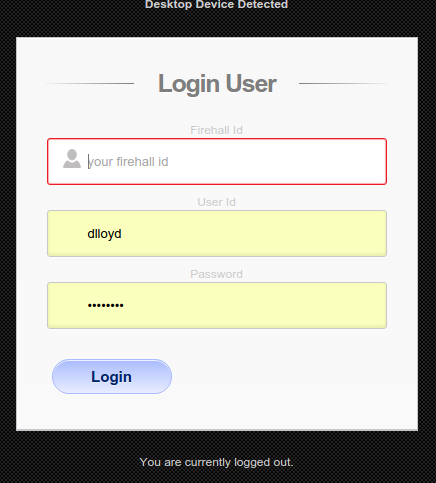 Desktop Device Detected
Login User
Firehall Id
your firehall id
User Id
dlloyd
Password
••••••••
Login
You are currently logged out.